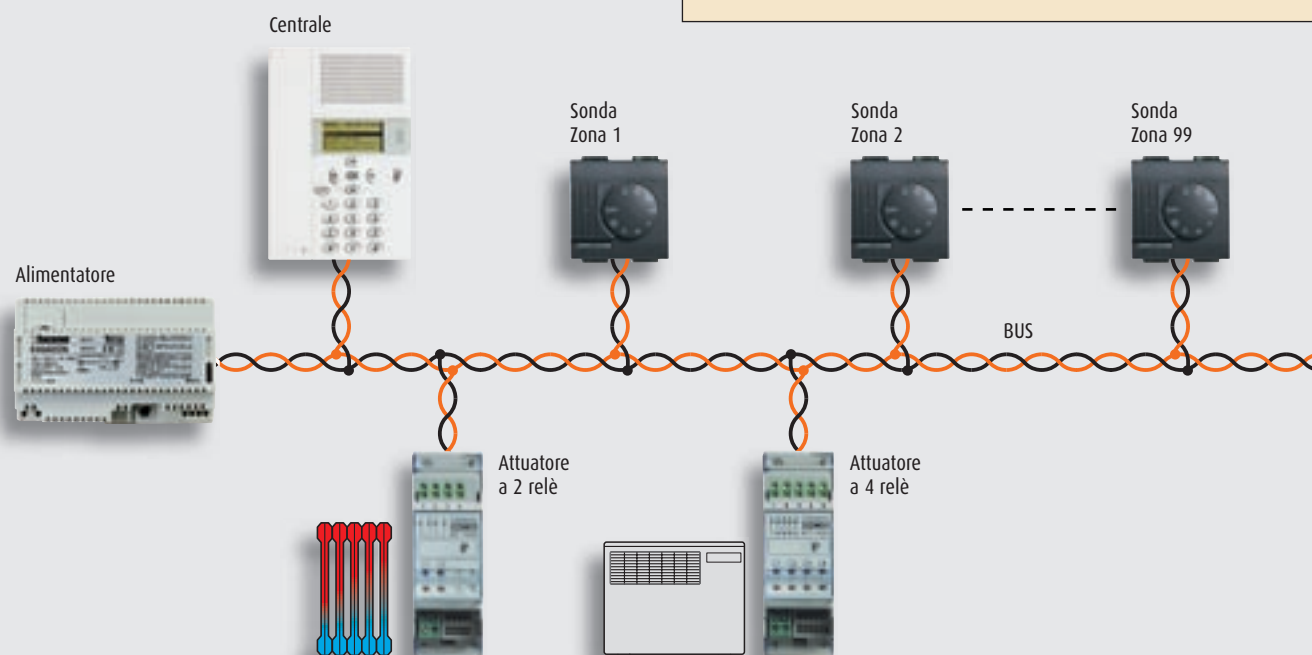 Centrale
Sonda
Zona 1
Sonda
Zona 2
Sonda
Zona 99
Alimentatore
BUS
Attuatore
a 2 relè
Attuatore
a 4 relè